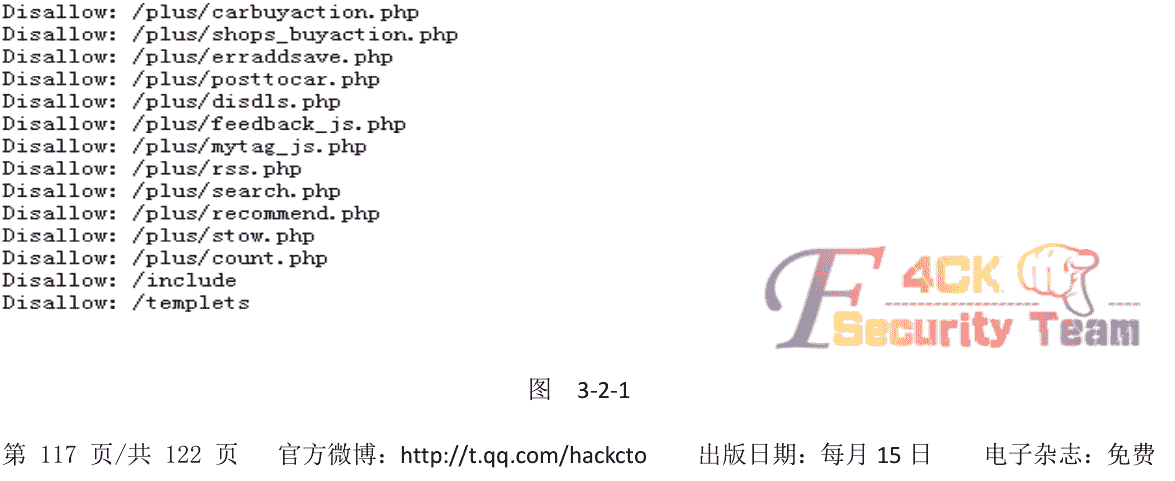 Disallow: /plus/carbuyaction.php
Disallow: /plus/shops_buyaction.php
Disallow: /plus/erraddsave.php
Disallow: /plus/posttocar.php
Disallow: /plus/disdls.php
Disallow: /plus/feedback_js.php
Disallow: /plus/mytag_js.php
Disallow: /plus/rss.php
Disallow: /plus/search.php
Disallow: /plus/recommend.php
Disallow: /plus/stow.php
Disallow: /plus/count.php
Disallow: /include
Disallow: /templets
F4CK
Security Team
图 3-2-1
第 117 页/共 122 页 官方微博：http://t.qq.com/hackcto 出版日期：每月 15 日 电子杂志：免费